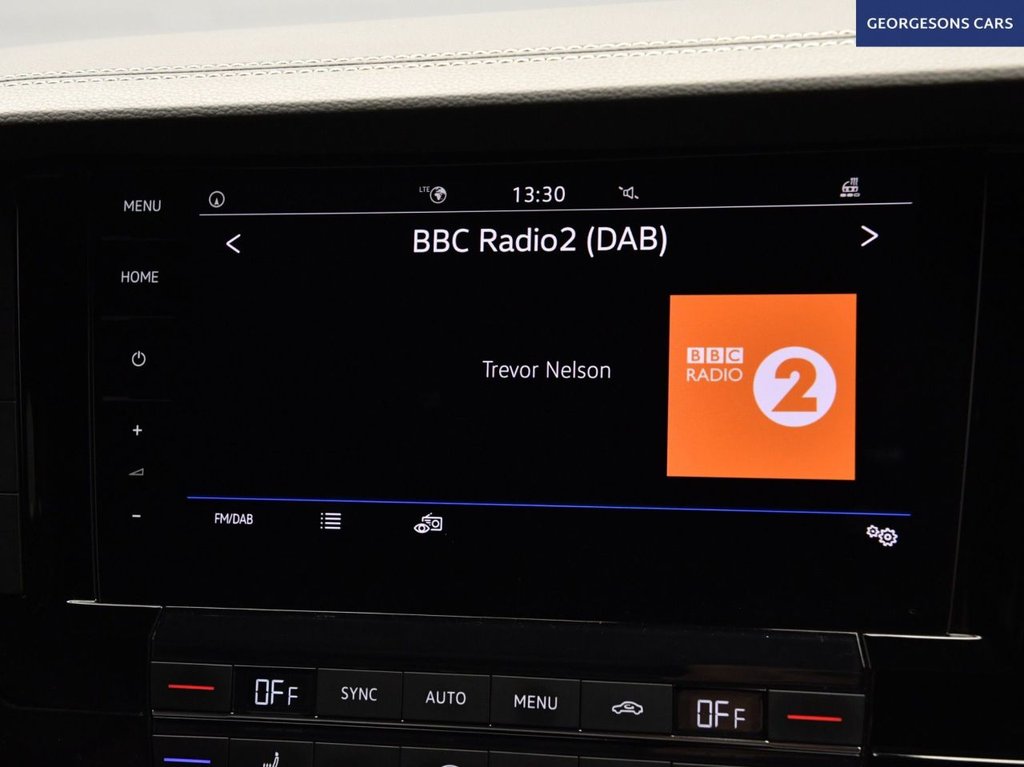 GEORGESONS CARS
MENU
LTE
13:30
< BBC Radio2 (DAB) >
HOME
Trevor Nelson
BBC
RADIO
2
+
-
FM/DAB
OFF SYNC AUTO MENU OFF